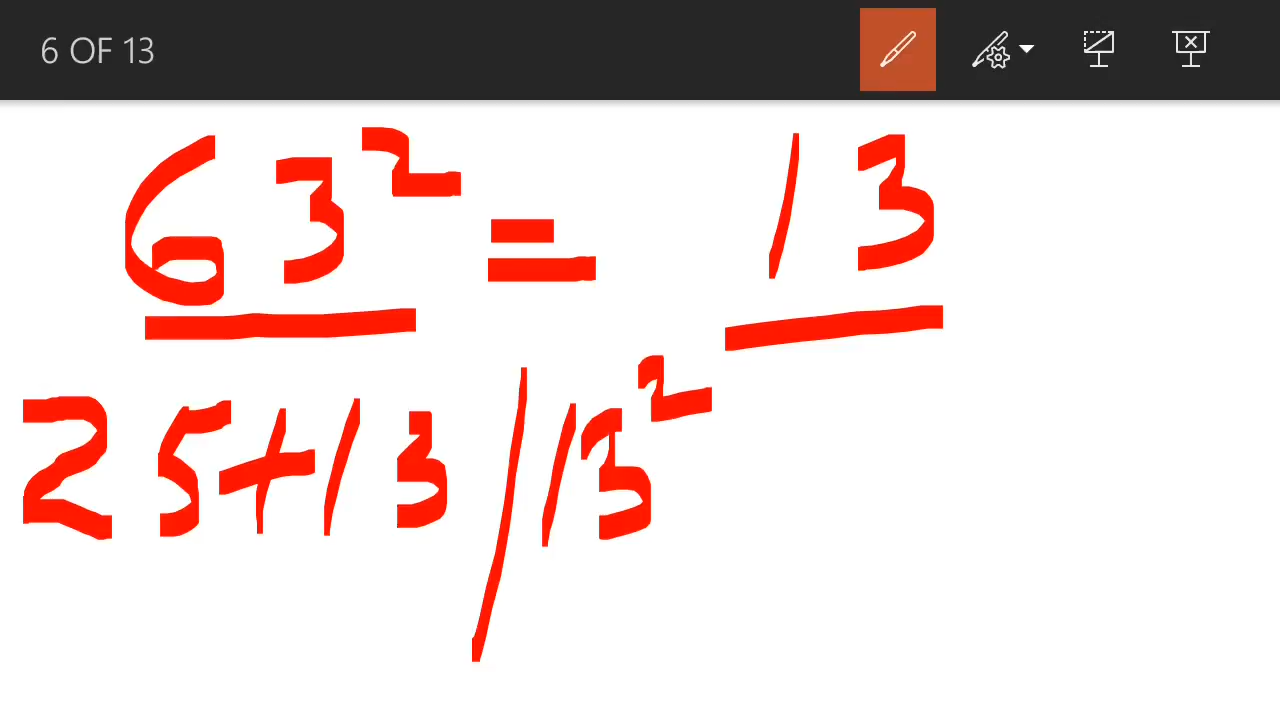 6 OF 13
63² = 13
25+13/13²